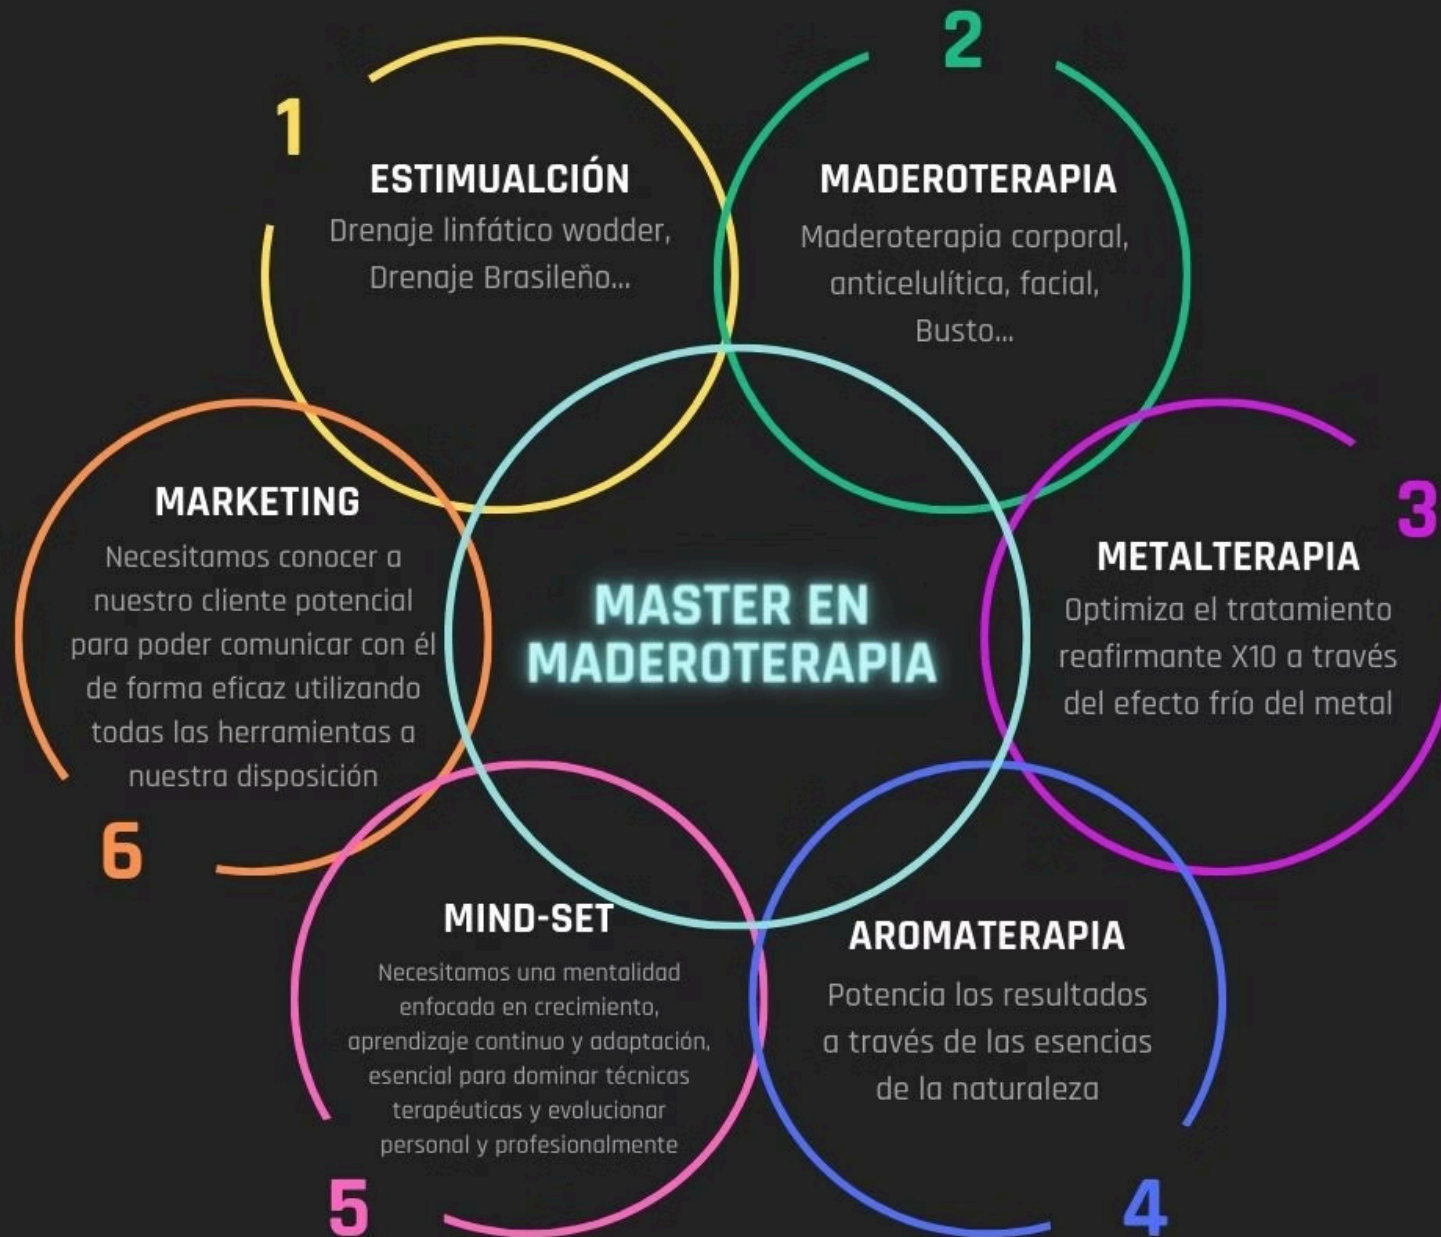 1
ESTIMUALCIÓN
Drenaje linfático wodder,
Drenaje Brasileño...
2
MADEROTERAPIA
Maderoterapia corporal,
anticelulítica, facial,
Busto...
3
METALTERAPIA
Optimiza el tratamiento
reafirmante X10 a través
del efecto frío del metal
4
AROMATERAPIA
Potencia los resultados
a través de las esencias
de la naturaleza
5
MIND-SET
Necesitamos una mentalidad
enfocada en crecimiento,
aprendizaje continuo y adaptación,
esencial para dominar técnicas
terapéuticas y evolucionar
personal y profesionalmente
6
MARKETING
Necesitamos conocer a
nuestro cliente potencial
para poder comunicar con él
de forma eficaz utilizando
todas las herramientas a
nuestra disposición
MASTER EN
MADEROTERAPIA